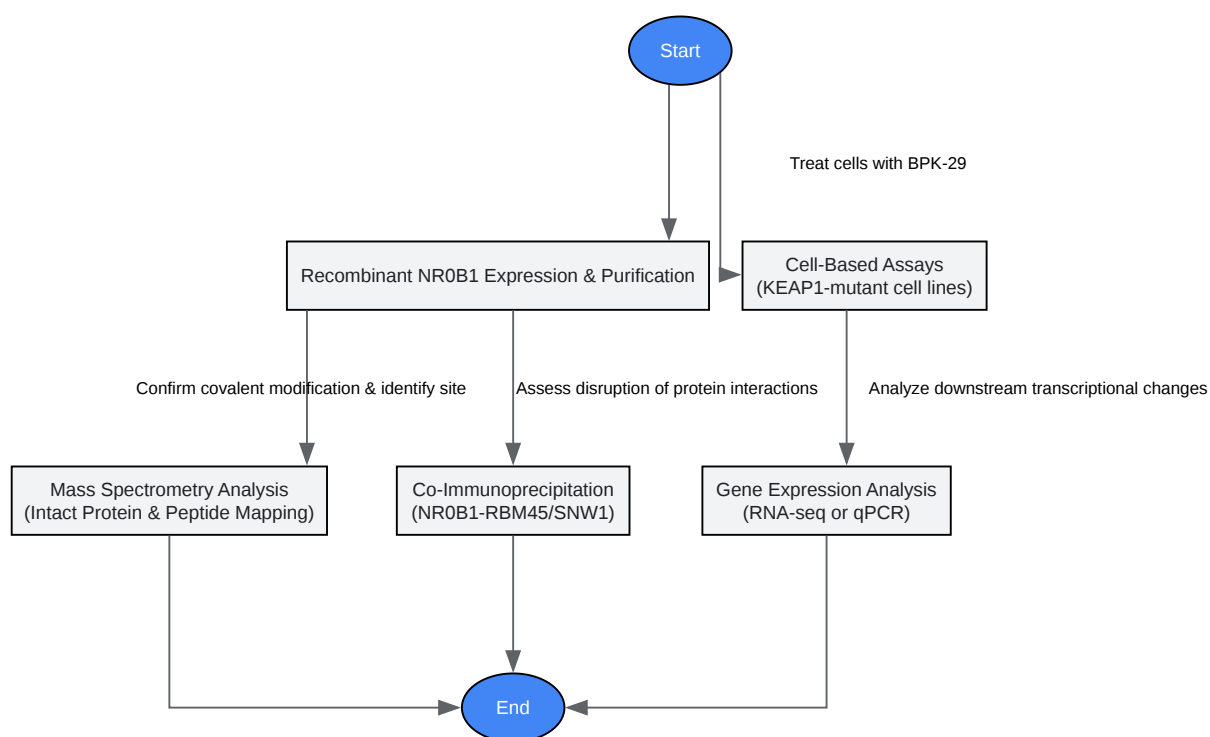 Start
Treat cells with BPK-29
Recombinant NR0B1 Expression & Purification
Cell-Based Assays
(KEAP1-mutant cell lines)
Confirm covalent modification & identify site
Assess disruption of protein interactions
Analyze downstream transcriptional changes
Mass Spectrometry Analysis
(Intact Protein & Peptide Mapping)
Co-Immunoprecipitation
(NR0B1-RBM45/SNW1)
Gene Expression Analysis
(RNA-seq or qPCR)
End